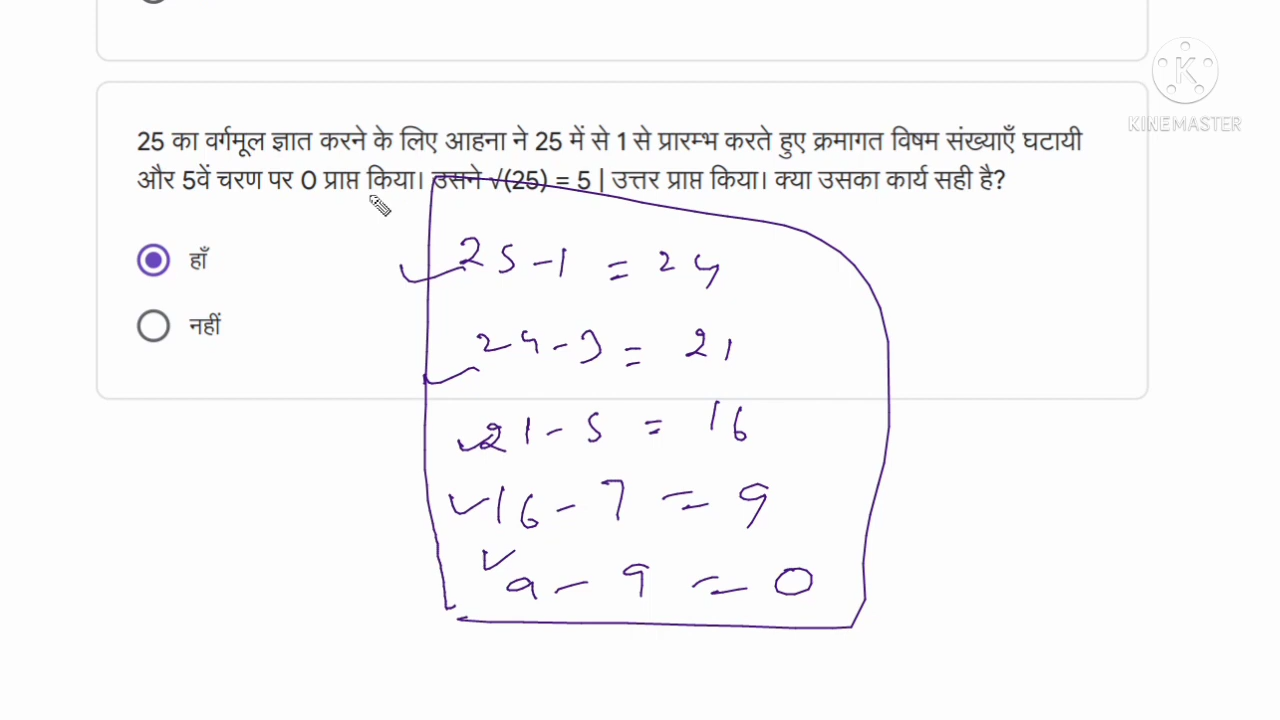 K
KINEMASTER
25 का वर्गमूल ज्ञात करने के लिए आहना ने 25 में से 1 से प्रारम्भ करते हुए क्रमागत विषम संख्याएँ घटायी
और 5वें चरण पर 0 प्राप्त किया। उसने √(25) = 5 | उत्तर प्राप्त किया। क्या उसका कार्य सही है?
हाँ
25 - 1 = 24
नहीं
24 - 3 = 21
21 - 5 = 16
16 - 7 = 9
9 - 9 = 0